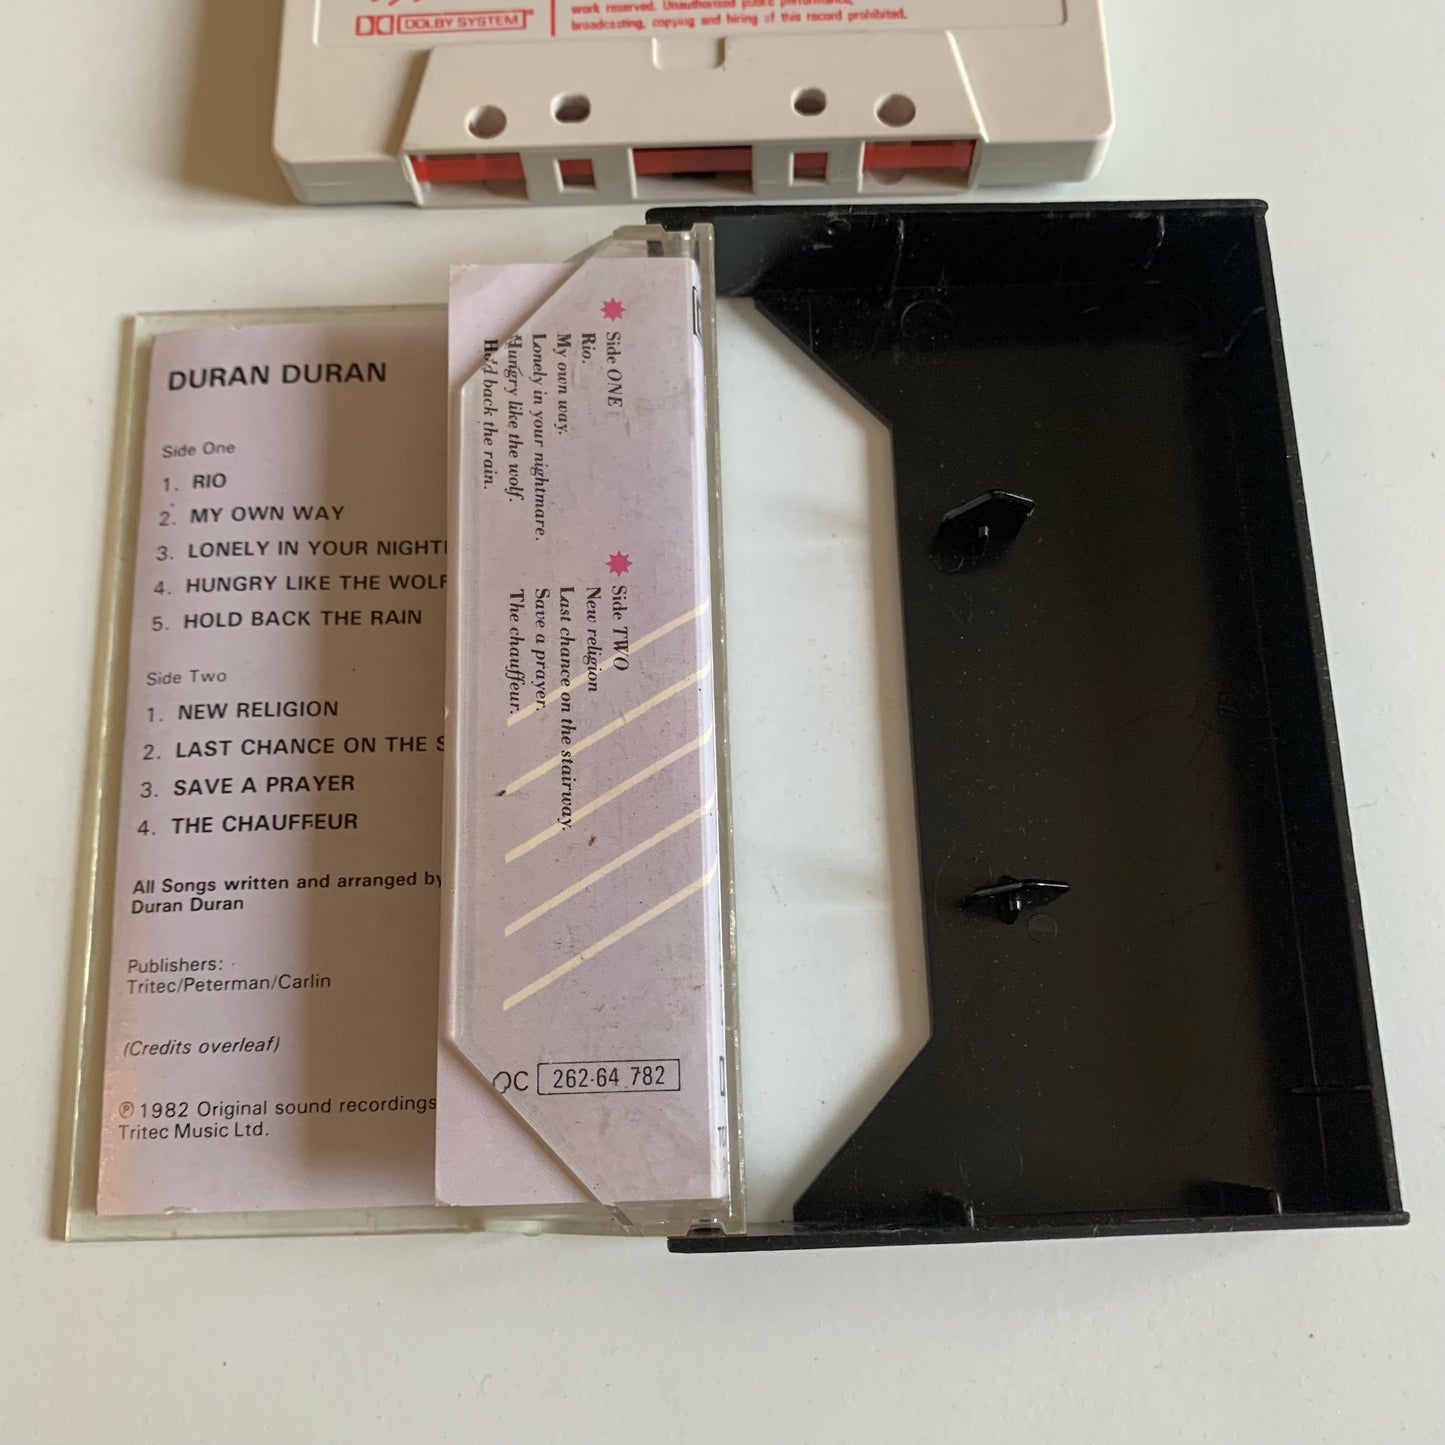 DOLBY SYSTEM
work reserved. Unauthorised public performance,
broadcasting, copying and hiring of this record prohibited.
DURAN DURAN
Side One
1. RIO
2. MY OWN WAY
3. LONELY IN YOUR
4. HUNGRY LIKE THE WOLF
5. HOLD BACK THE RAIN
Side Two
1. NEW RELIGION
2. LAST CHANCE ON THE S
3. SAVE A PRAYER
4. THE CHAUFFEUR
All Songs written and arranged by
Duran Duran
Publishers:
Tritec/Peterman/Carlin
(Credits overleaf)
℗ 1982 Original sound recordings
Tritec Music Ltd.
Side ONE
Rio.
My own way.
Lonely in your nightmare.
Hungry like the wolf.
Hold back the rain.
Side TWO
New religion
Last chance on the stairway.
Save a prayer.
The chauffeur.
OC 262·64 782